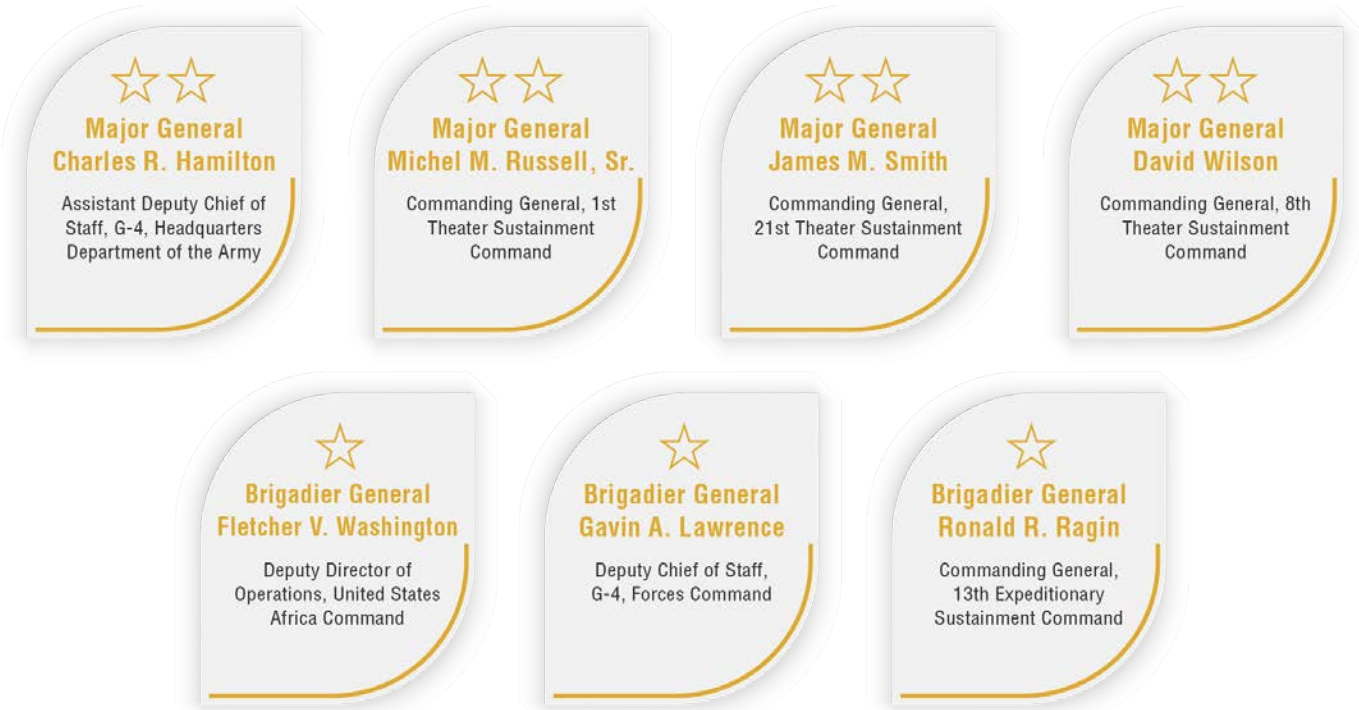 Major General
Charles R. Hamilton
Assistant Deputy Chief of
Staff, G-4, Headquarters
Department of the Army
Major General
Michel M. Russell, Sr.
Commanding General, 1st
Theater Sustainment
Command
Major General
James M. Smith
Commanding General,
21st Theater Sustainment
Command
Major General
David Wilson
Commanding General, 8th
Theater Sustainment
Command
Brigadier General
Fletcher V. Washington
Deputy Director of
Operations, United States
Africa Command
Brigadier General
Gavin A. Lawrence
Deputy Chief of Staff,
G-4, Forces Command
Brigadier General
Ronald R. Ragin
Commanding General,
13th Expeditionary
Sustainment Command